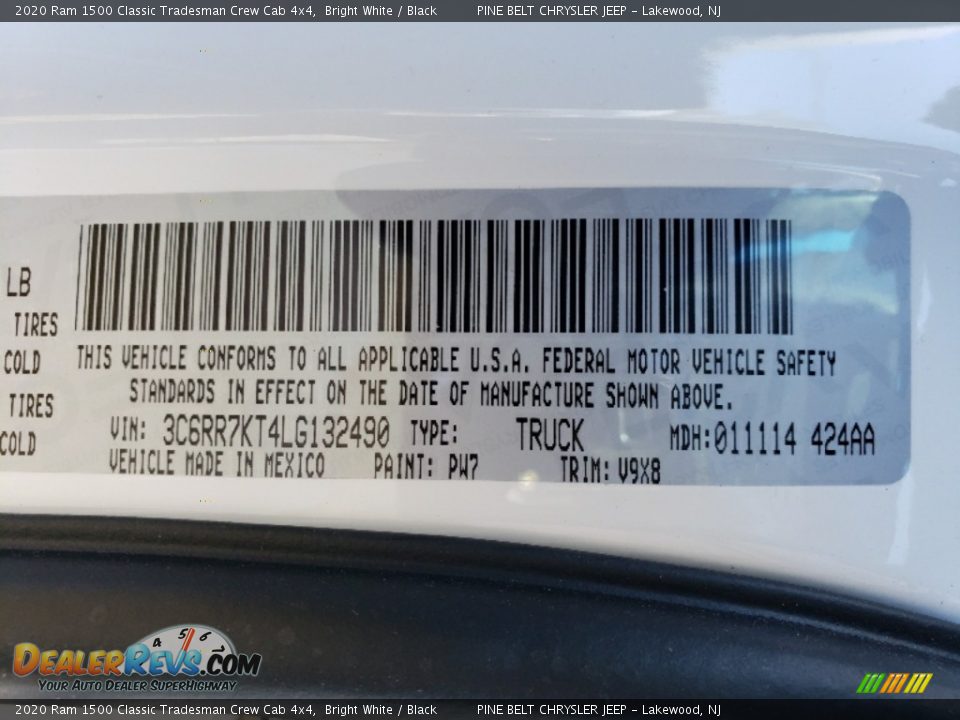 2020 Ram 1500 Classic Tradesman Crew Cab 4x4, Bright White / Black PINE BELT CHRYSLER JEEP – Lakewood, NJ
LB
TIRES
COLD
TIRES
COLD
THIS VEHICLE CONFORMS TO ALL APPLICABLE U.S.A. FEDERAL MOTOR VEHICLE SAFETY
STANDARDS IN EFFECT ON THE DATE OF MANUFACTURE SHOWN ABOVE.
VIN: 3C6RR7KT4LG132490 TYPE: TRUCK MDH:011114 424AA
VEHICLE MADE IN MEXICO PAINT: PW7 TRIM: V9X8
4 5 6
DEALERREVS.COM
YOUR AUTO DEALER SUPERHIGHWAY
2020 Ram 1500 Classic Tradesman Crew Cab 4x4, Bright White / Black PINE BELT CHRYSLER JEEP – Lakewood, NJ